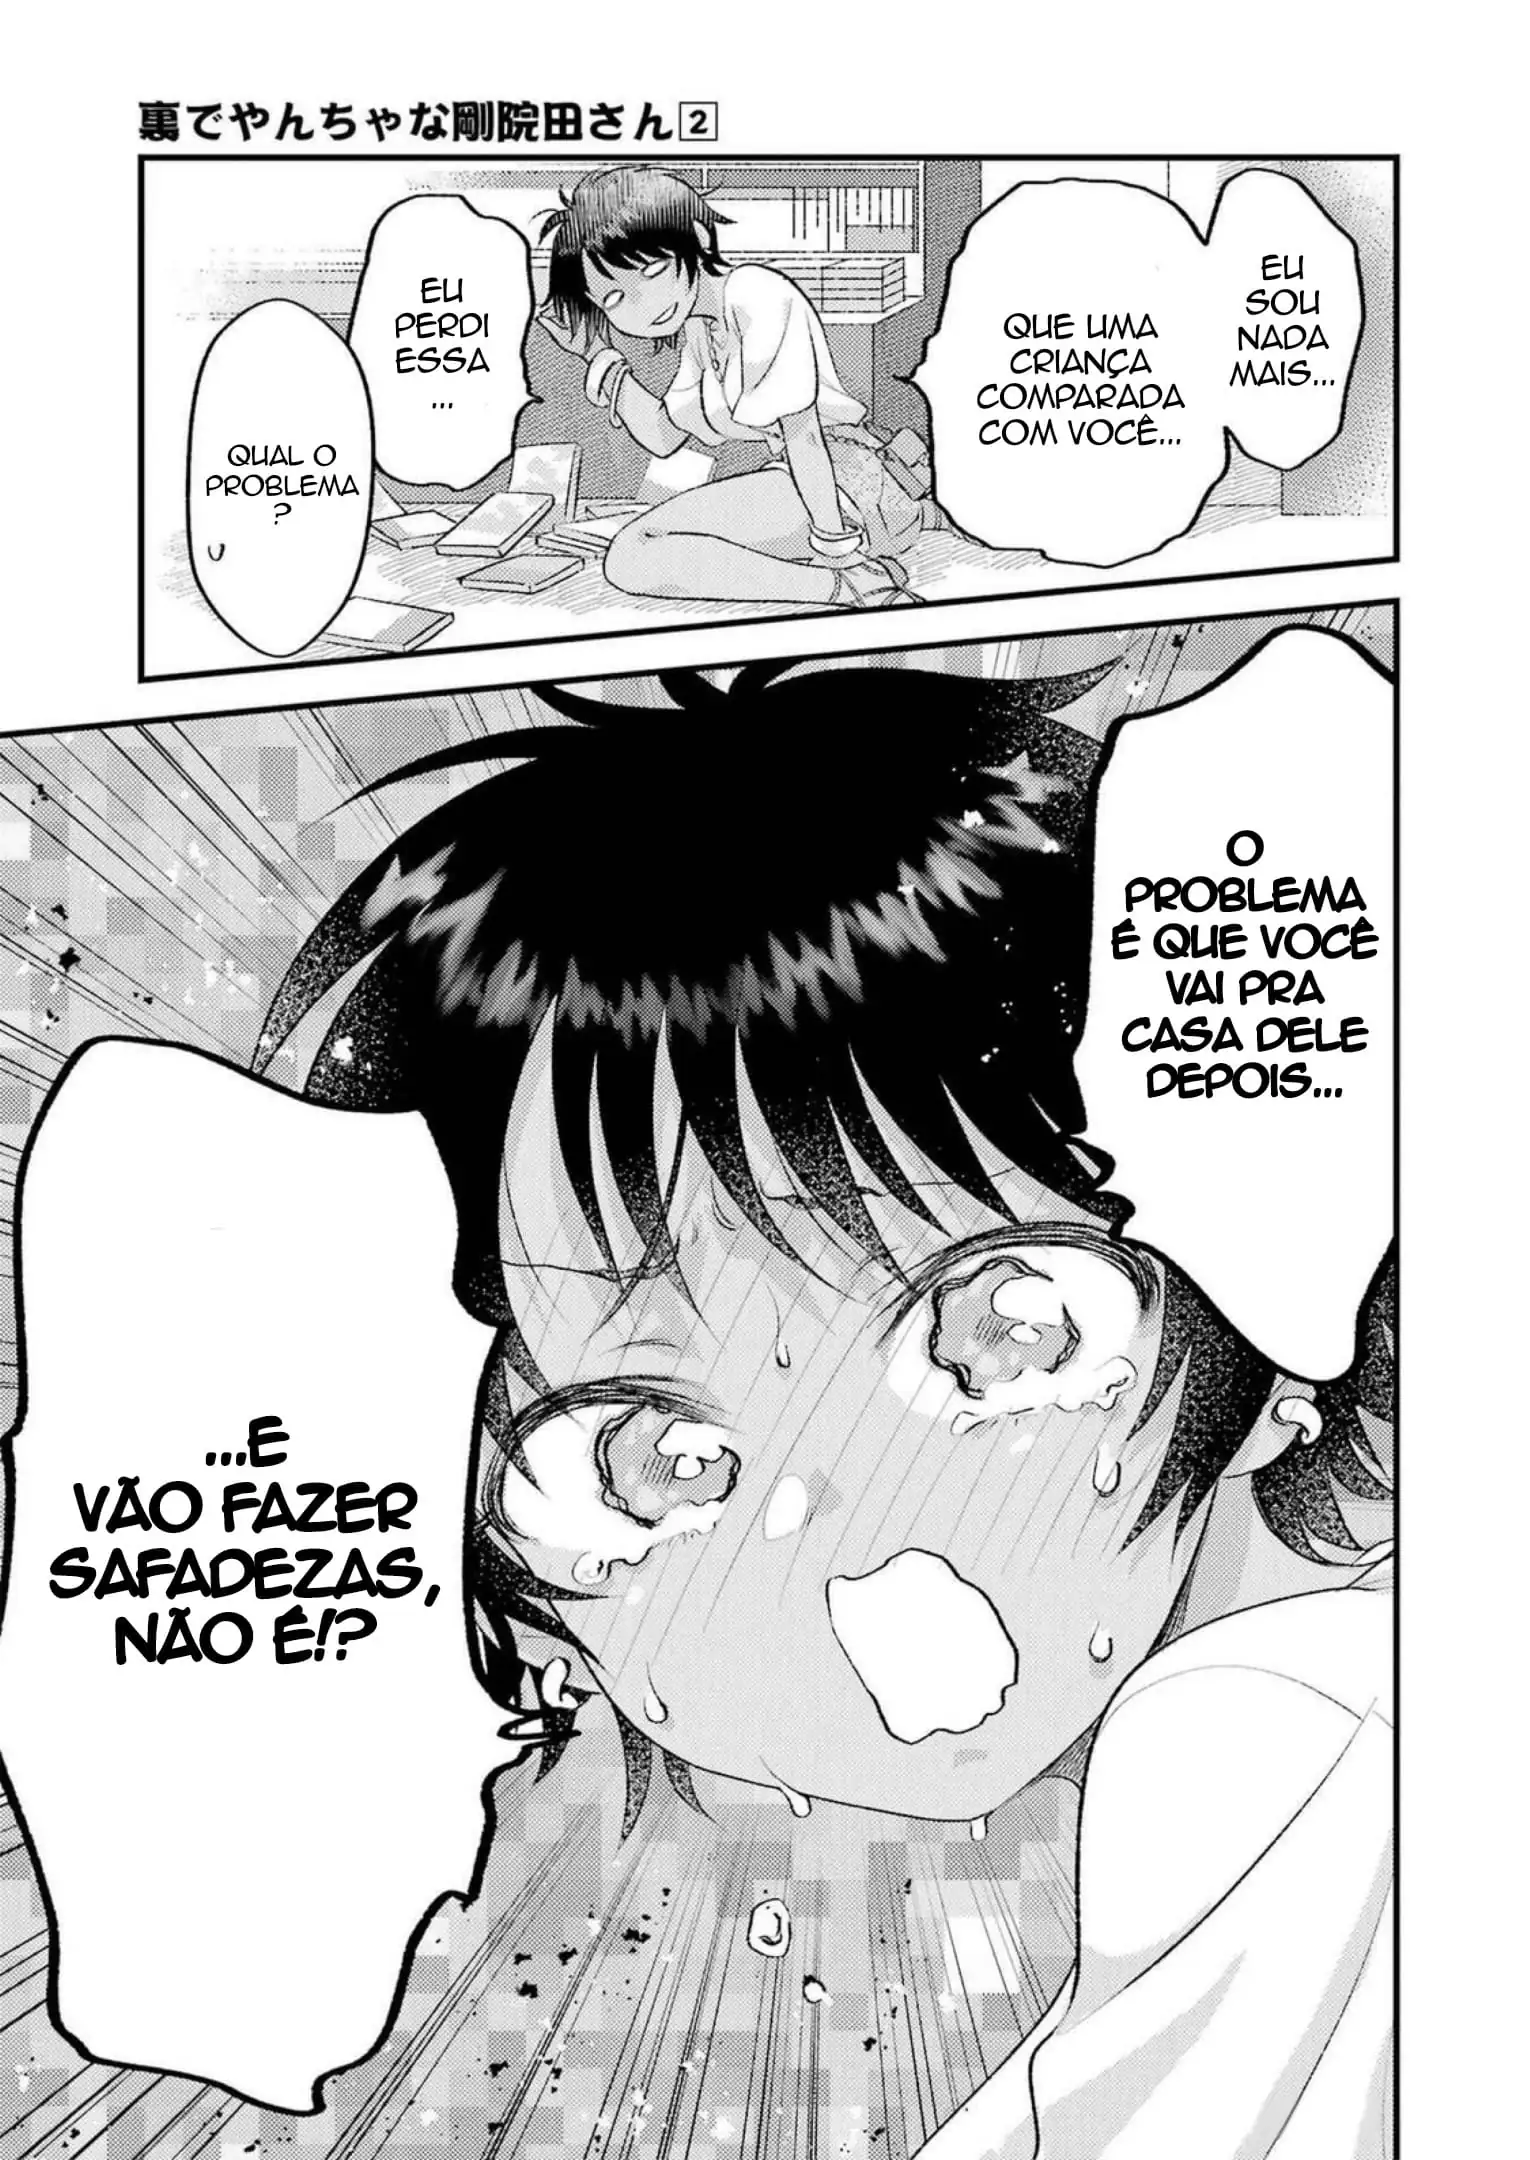 裏でやんちゃな剛院田さん2
EU
SOU
NADA
MAIS...
QUE UMA
CRIANÇA
COMPARADA
COM VOCÊ...
EU
PERDI
ESSA
...
QUAL O
PROBLEMA
?
O
PROBLEMA
É QUE VOCÊ
VAI PRA
CASA DELE
DEPOIS...
...E
VÃO FAZER
SAFADEZAS,
NÃO É!?